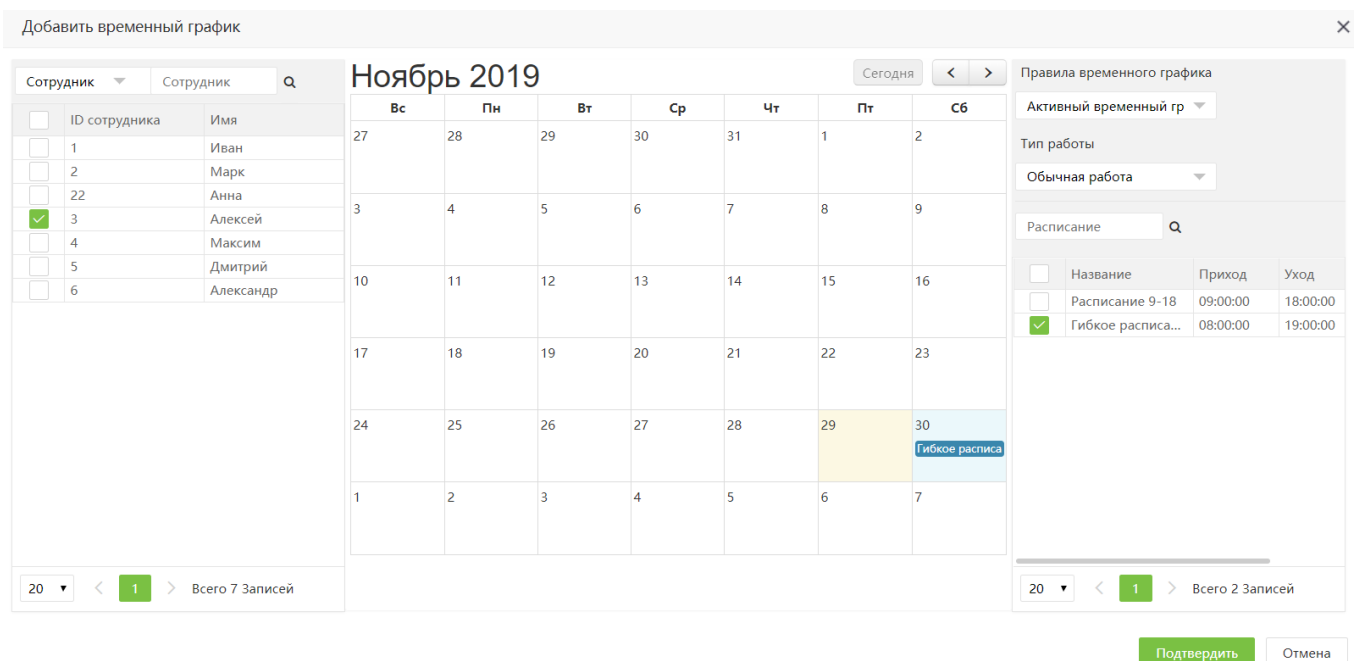 Добавить временный график
Сотрудник Сотрудник
ID сотрудника Имя
1 Иван
2 Марк
22 Анна
3 Алексей
4 Максим
5 Дмитрий
6 Александр
20 1 Всего 7 Записей
Ноябрь 2019 Сегодня
Вс Пн Вт Ср Чт Пт Сб
27 28 29 30 31 1 2
3 4 5 6 7 8 9
10 11 12 13 14 15 16
17 18 19 20 21 22 23
24 25 26 27 28 29 30
Гибкое расписа
1 2 3 4 5 6 7
Правила временного графика
Активный временный гр
Тип работы
Обычная работа
Расписание
Название Приход Уход
Расписание 9-18 09:00:00 18:00:00
Гибкое расписа... 08:00:00 19:00:00
20 1 Всего 2 Записей
Подтвердить Отмена